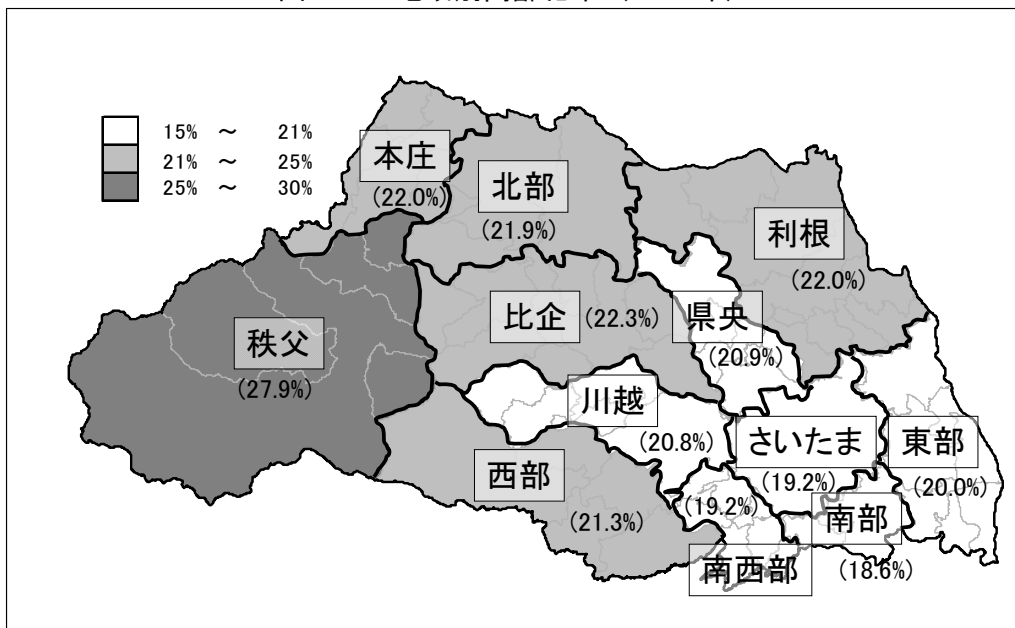 15% ～ 21%
21% ～ 25%
25% ～ 30%
本庄
(22.0%)
北部
(21.9%)
利根
(22.0%)
秩父
(27.9%)
比企 (22.3%)
県央
(20.9%)
川越
(20.8%)
さいたま
(19.2%)
東部
(20.0%)
西部
(21.3%)
(19.2%)
南西部
南部
(18.6%)